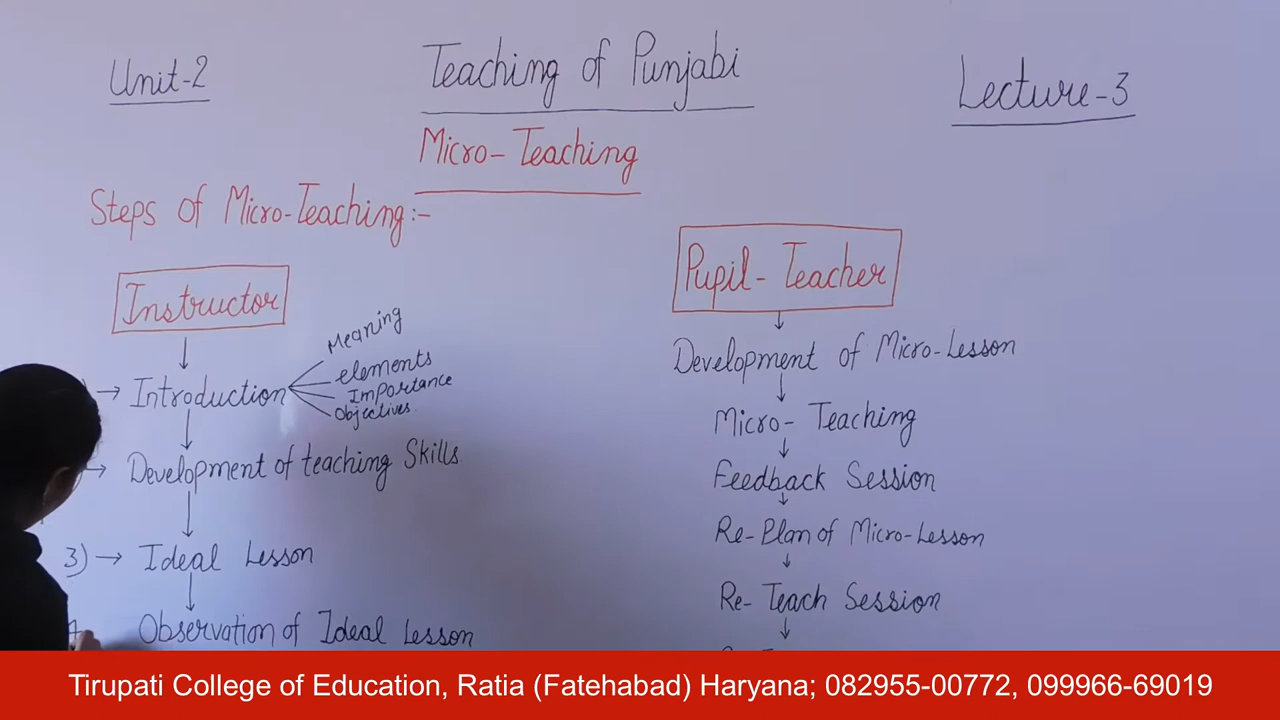 Unit-2
Teaching of Punjabi
Lecture-3
Micro-Teaching
Steps of Micro-Teaching:-
Instructor
→ Introduction
Meaning
elements
Importance
Objectives.
→ Development of teaching Skills.
3) → Ideal Lesson
Observation of Ideal Lesson
Pupil-Teacher
Development of Micro-Lesson
Micro-Teaching
Feedback Session
Re-Plan of Micro-Lesson
Re-Teach Session
Tirupati College of Education, Ratia (Fatehabad) Haryana; 082955-00772, 099966-69019